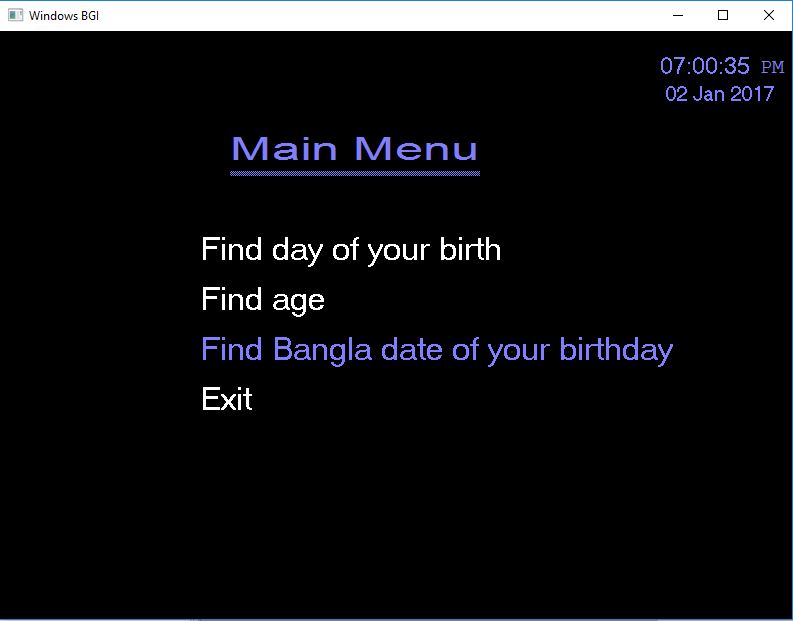 Windows BGI
07:00:35 PM
02 Jan 2017
Main Menu
Find day of your birth
Find age
Find Bangla date of your birthday
Exit